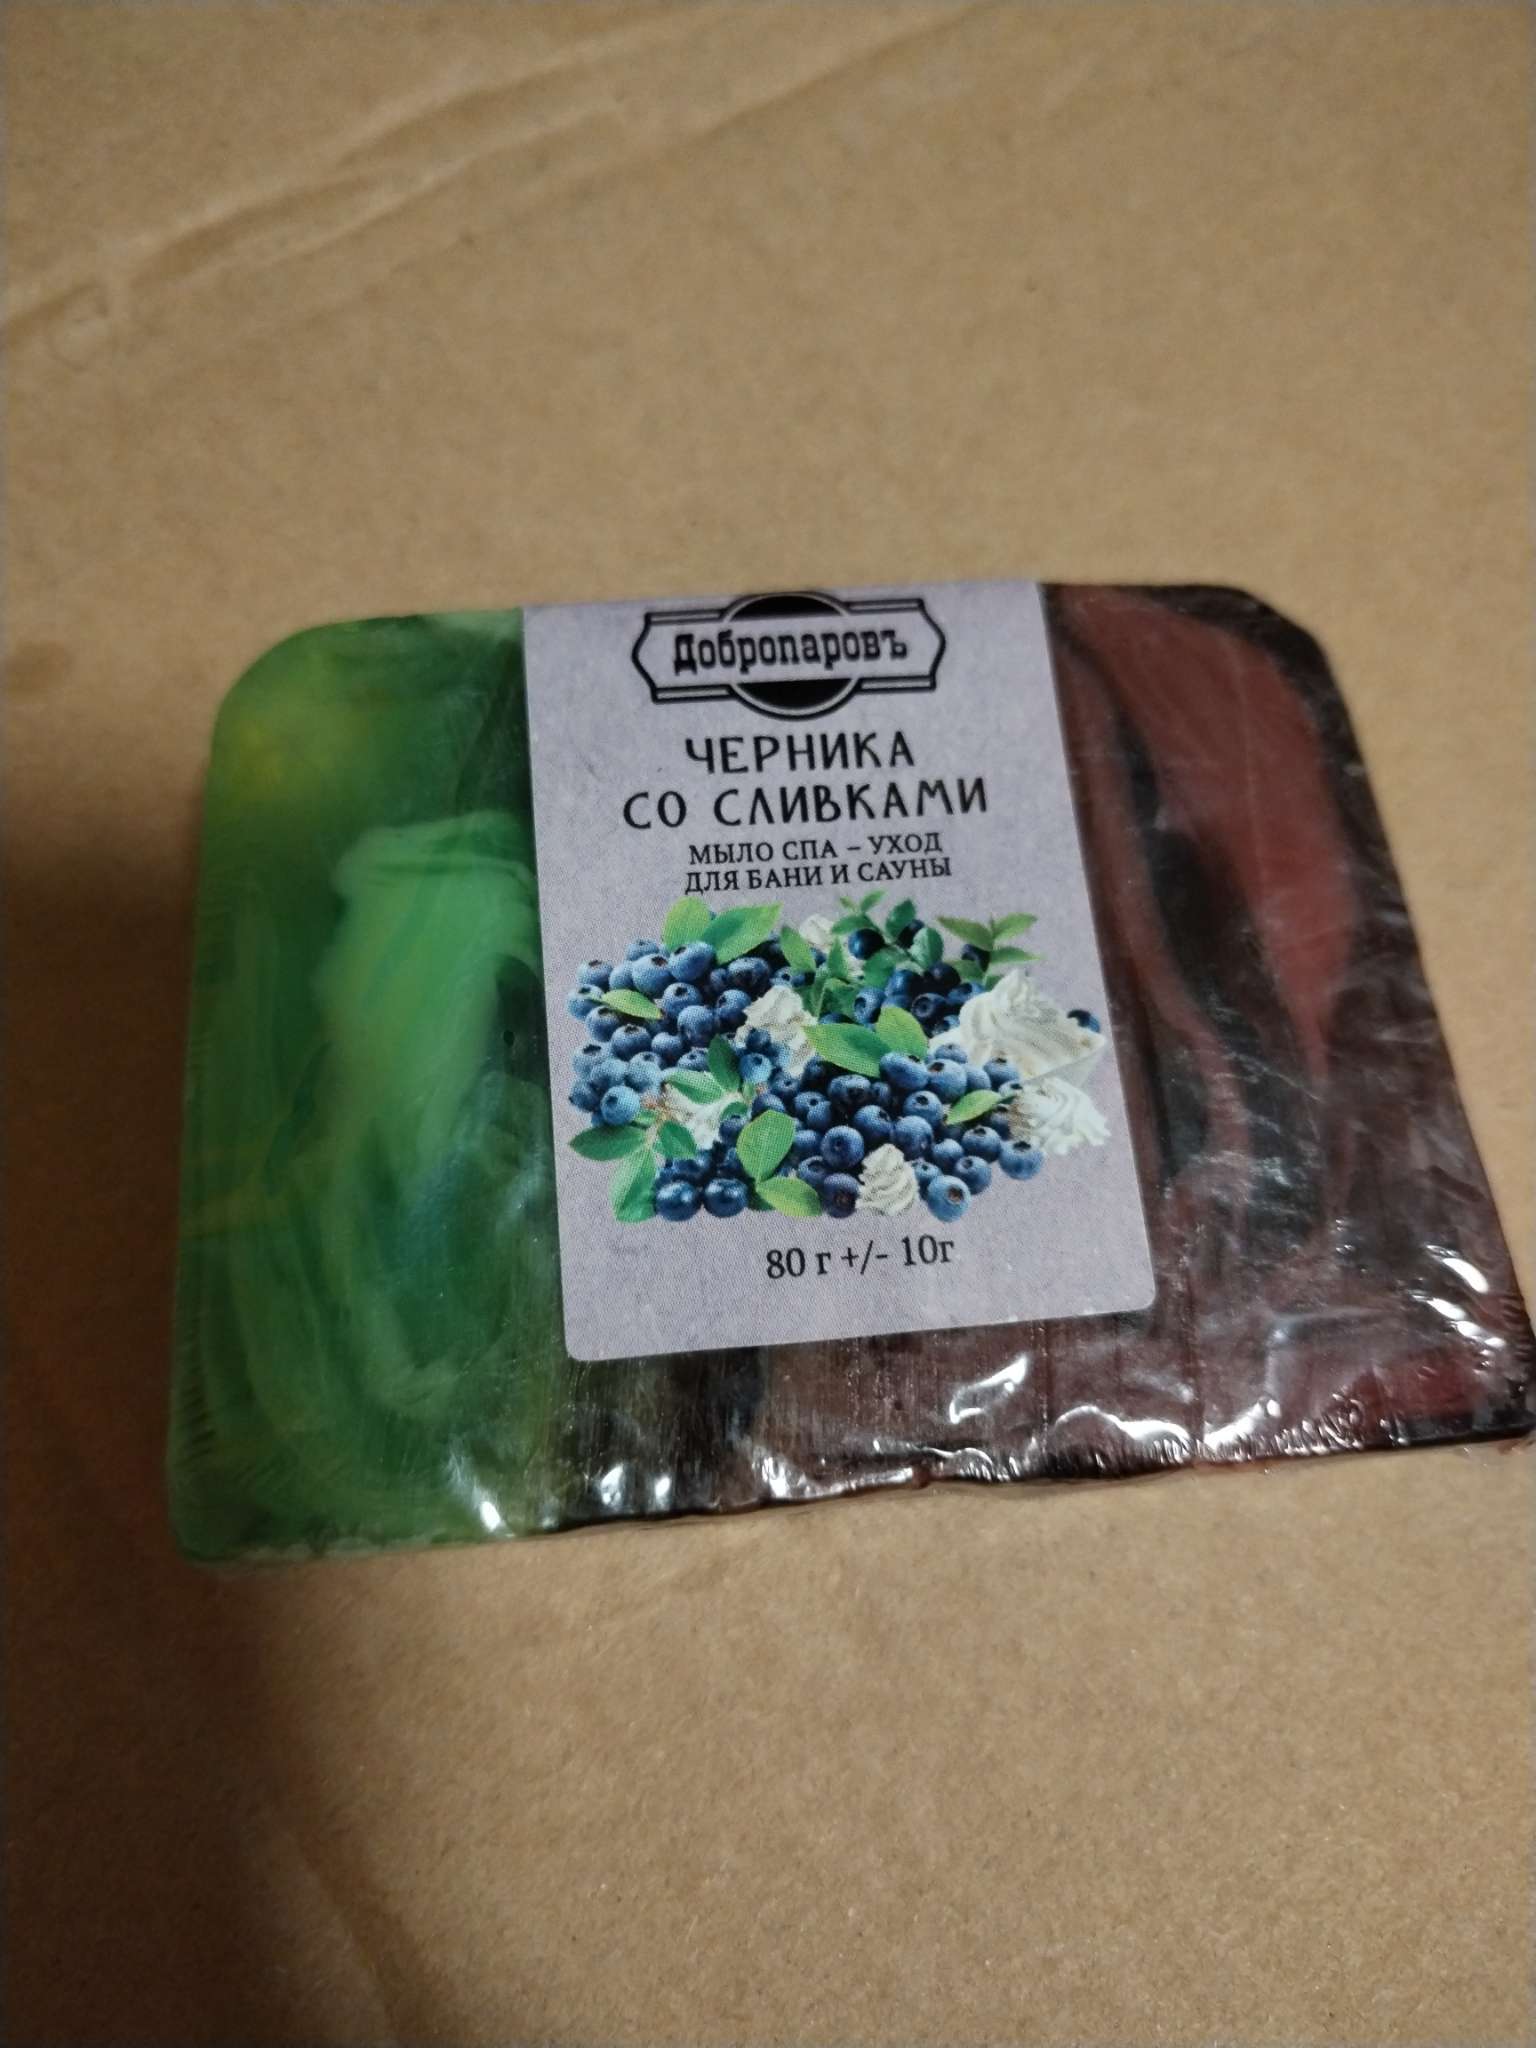 Добропаровъ
ЧЕРНИКА
СО СЛИВКАМИ
МЫЛО СПА – УХОД
ДЛЯ БАНИ И САУНЫ
80 г +/- 10г